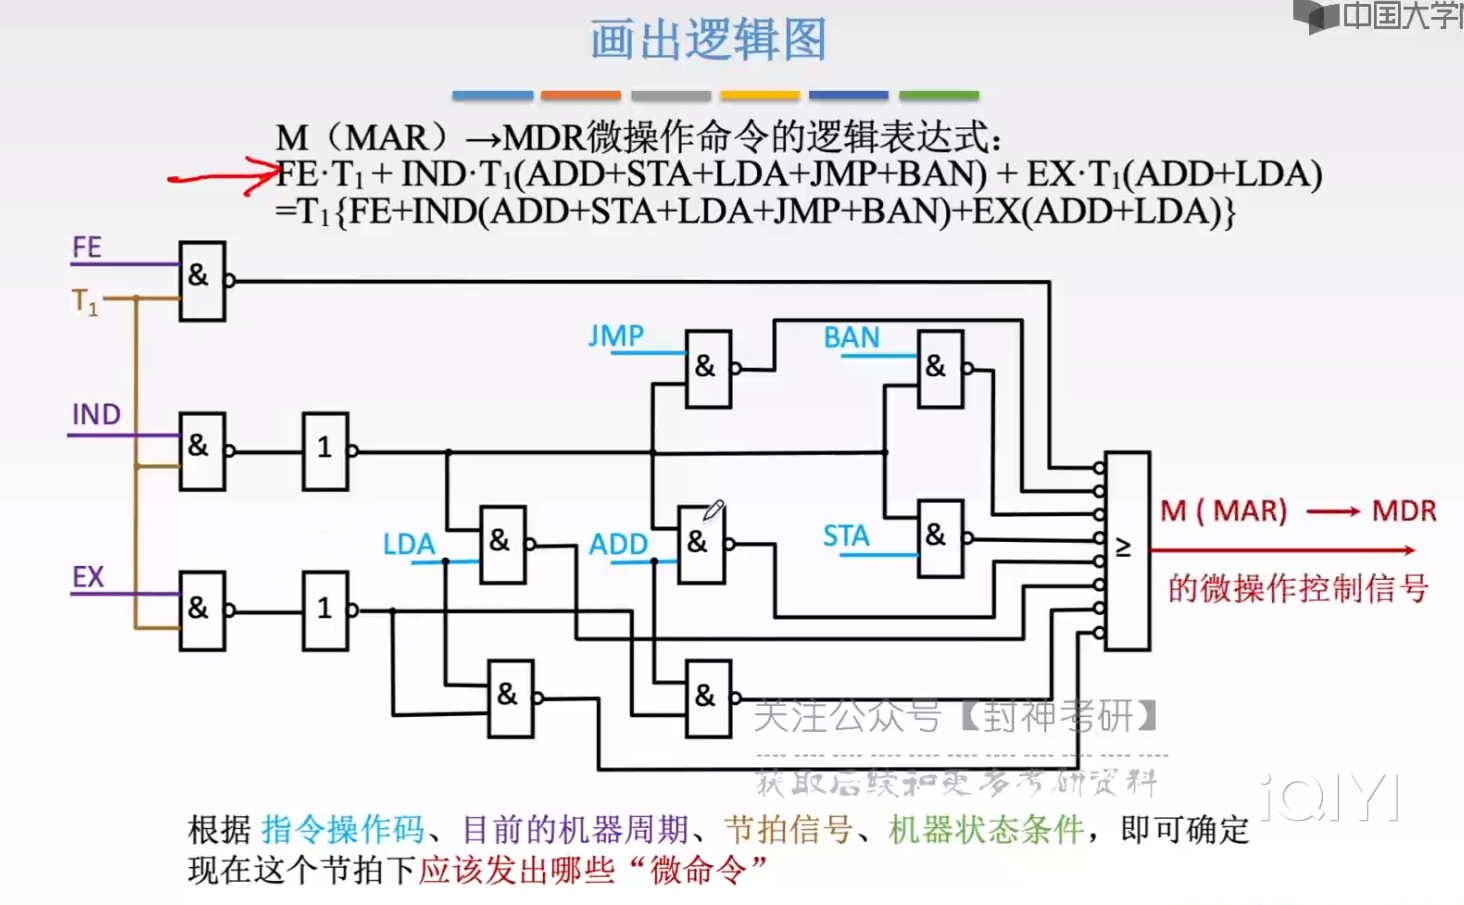 中国大学
画出逻辑图
M（MAR）→MDR微操作命令的逻辑表达式：
FE·T₁ + IND·T₁(ADD+STA+LDA+JMP+BAN) + EX·T₁(ADD+LDA)
=T₁{FE+IND(ADD+STA+LDA+JMP+BAN)+EX(ADD+LDA)}
FE
&
T₁
JMP
&
BAN
&
IND
&
1
LDA
&
ADD
&
STA
&
≥
M ( MAR) → MDR
的微操作控制信号
EX
&
1
&
&
关注公众号【封神考研】
获取后续和更多考研资料
iQIYI
根据 指令操作码、目前的机器周期、节拍信号、机器状态条件，即可确定
现在这个节拍下应该发出哪些“微命令”